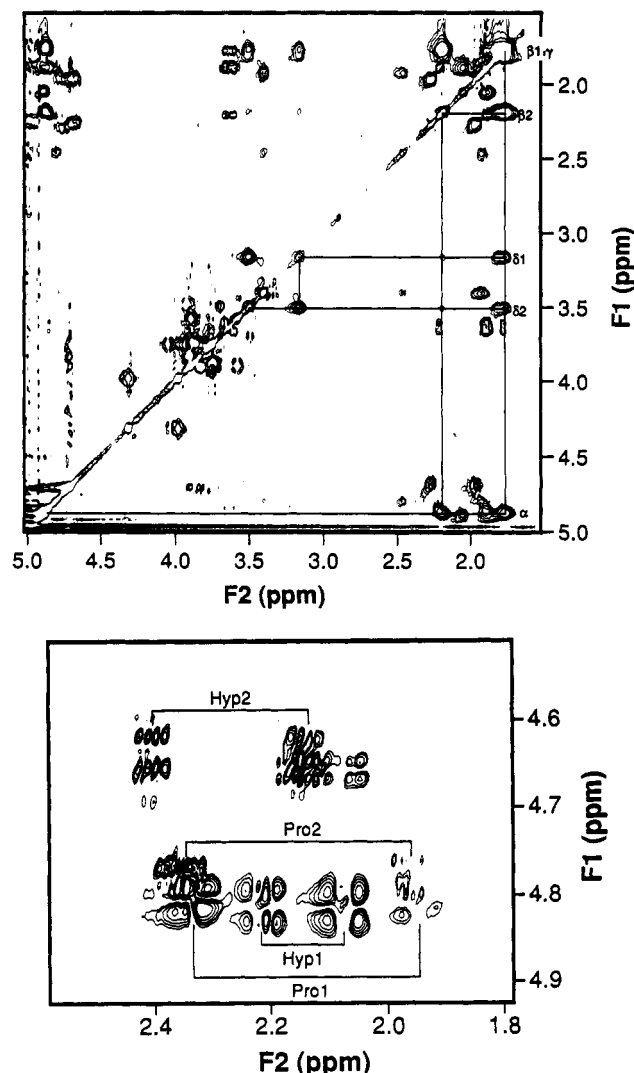 β1,γ
2.0
β2
2.5
3.0
δ1
3.5
δ2
4.0
4.5
α
5.0
F1 (ppm)
5.0 4.5 4.0 3.5 3.0 2.5 2.0
F2 (ppm)
Hyp2
4.6
4.7
Pro2
4.8
Hyp1
Pro1
4.9
F1 (ppm)
2.4 2.2 2.0 1.8
F2 (ppm)